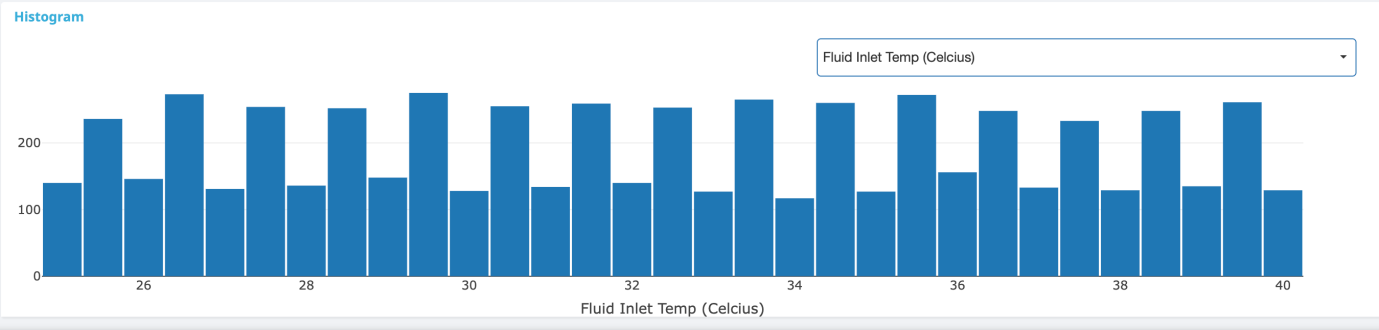 Histogram
Fluid Inlet Temp (Celcius)
200
100
0
26 28 30 32 34 36 38 40
Fluid Inlet Temp (Celcius)